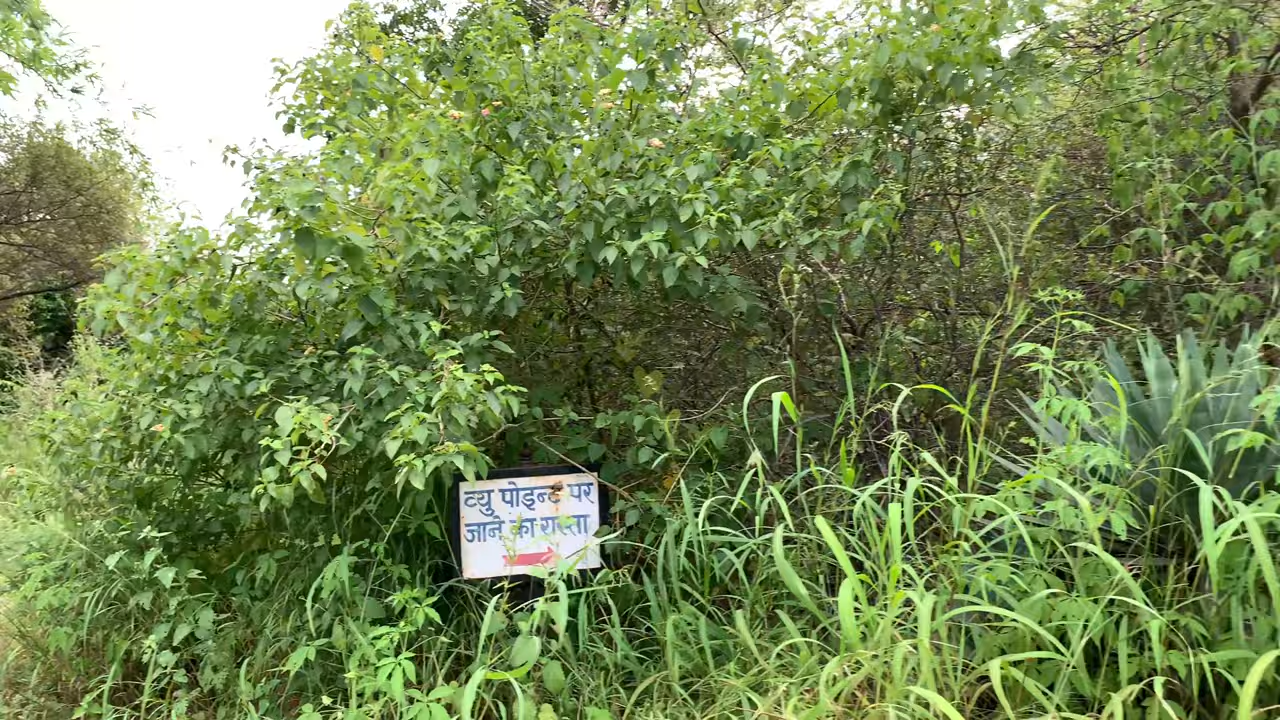 व्यु पोइन्ट पर
जाने का रास्ता